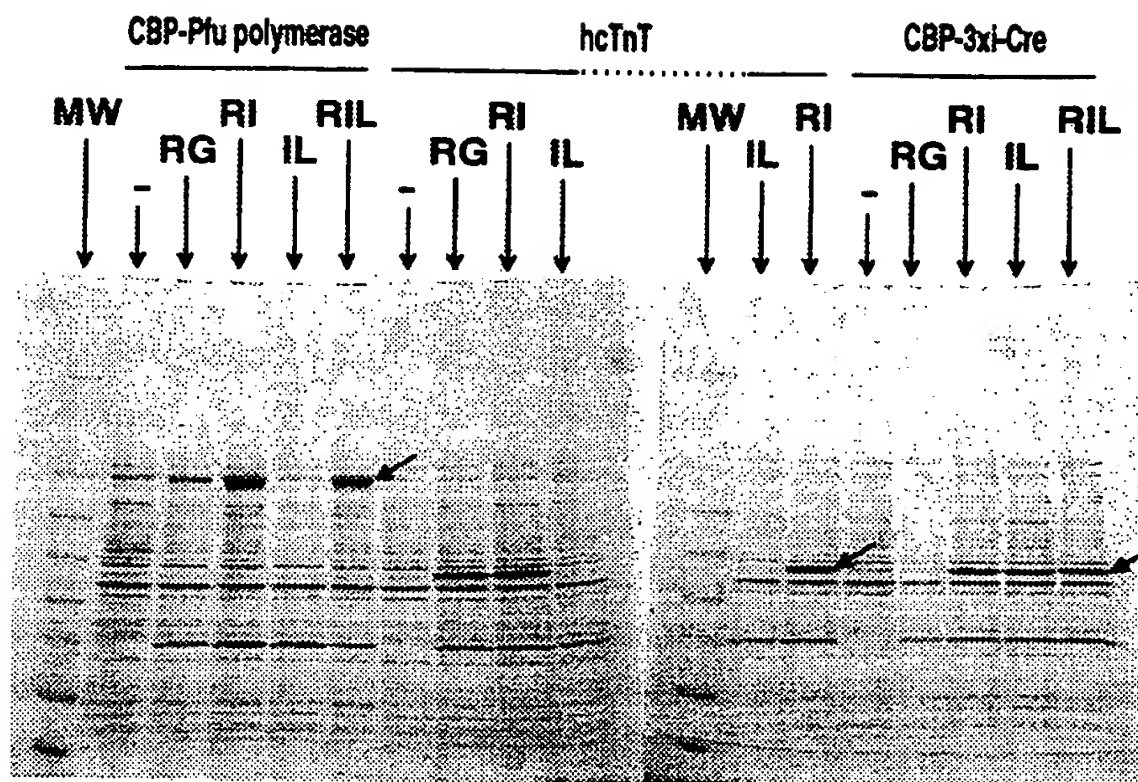 CBP-Pfu polymerase hcTnT CBP-3xi-Cre
MW RI RIL RI MW RI RI RIL
RG IL RG IL IL RG IL
- - -